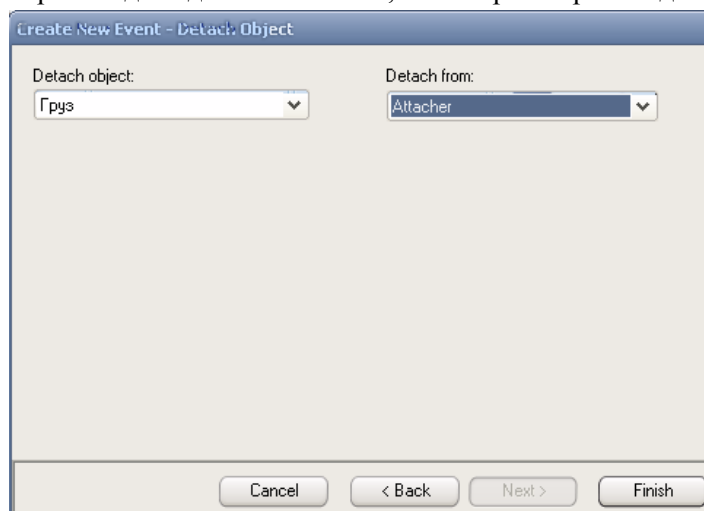 Create New Event - Detach Object
Detach object: Detach from:
Груз Attacher
Cancel < Back Next > Finish